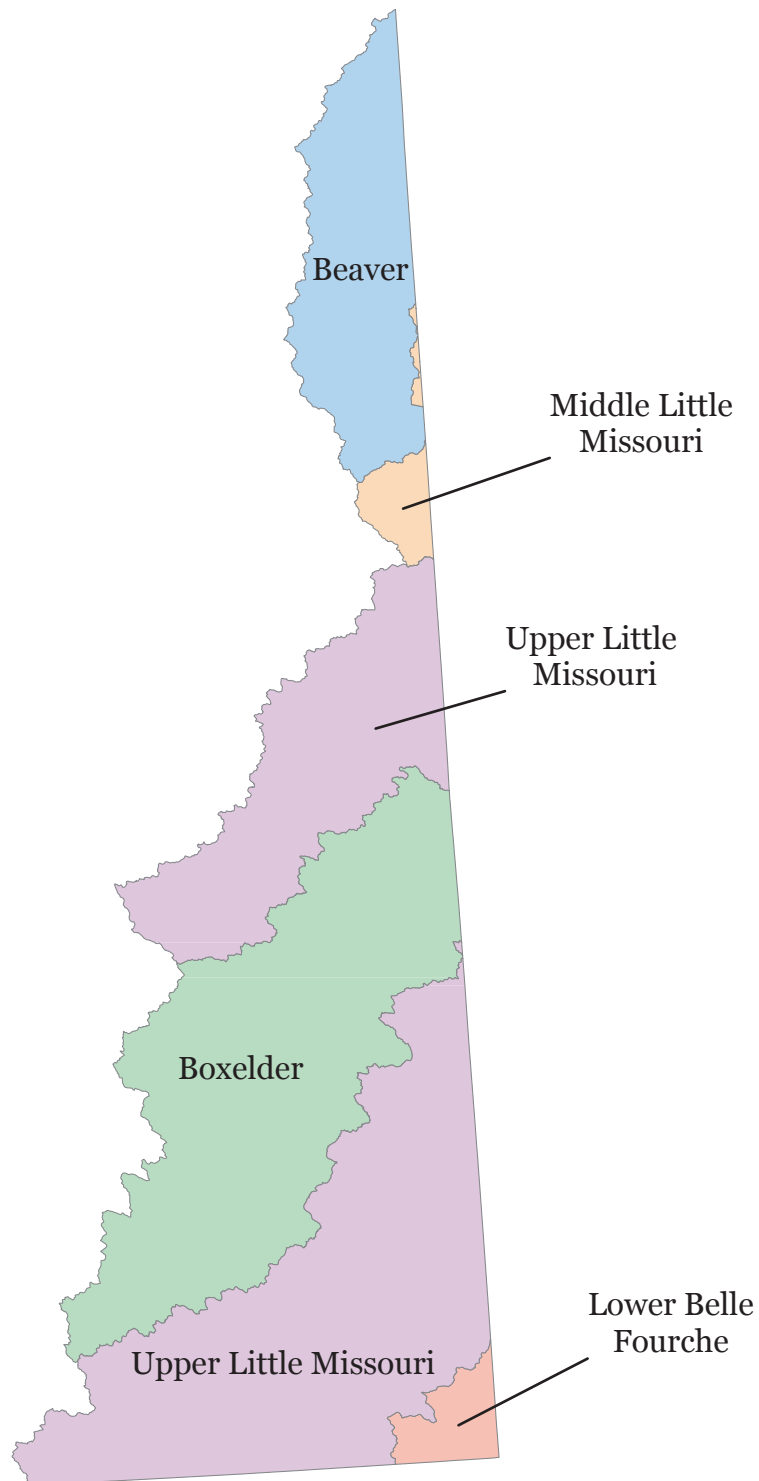 Beaver
Middle Little
Missouri
Upper Little
Missouri
Boxelder
Lower Belle
Fourche
Upper Little Missouri